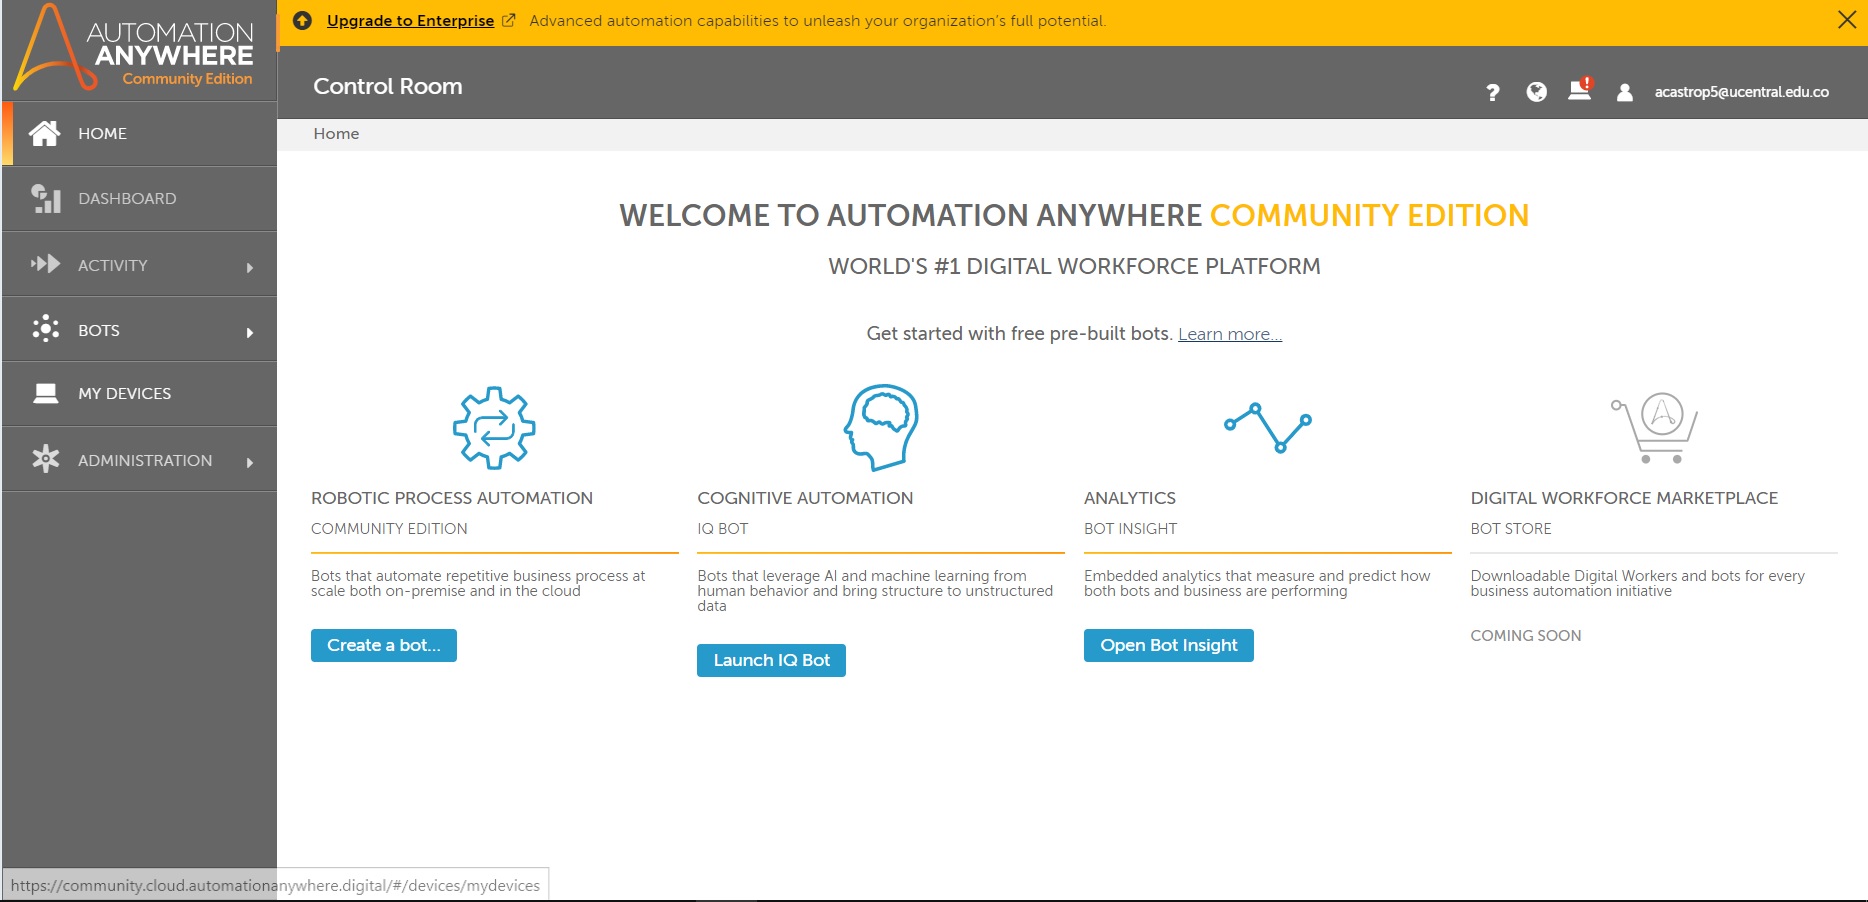 AUTOMATION
ANYWHERE
Community Edition
Upgrade to Enterprise Advanced automation capabilities to unleash your organization's full potential.
Control Room
? ! acastrop5@ucentral.edu.co
Home
HOME
DASHBOARD
ACTIVITY
BOTS
MY DEVICES
ADMINISTRATION
WELCOME TO AUTOMATION ANYWHERE COMMUNITY EDITION
WORLD'S #1 DIGITAL WORKFORCE PLATFORM
Get started with free pre-built bots. Learn more...
ROBOTIC PROCESS AUTOMATION
COMMUNITY EDITION
Bots that automate repetitive business process at
scale both on-premise and in the cloud
Create a bot...
COGNITIVE AUTOMATION
IQ BOT
Bots that leverage AI and machine learning from
human behavior and bring structure to unstructured
data
Launch IQ Bot
ANALYTICS
BOT INSIGHT
Embedded analytics that measure and predict how
both bots and business are performing
Open Bot Insight
DIGITAL WORKFORCE MARKETPLACE
BOT STORE
Downloadable Digital Workers and bots for every
business automation initiative
COMING SOON
https://community.cloud.automationanywhere.digital/#/devices/mydevices